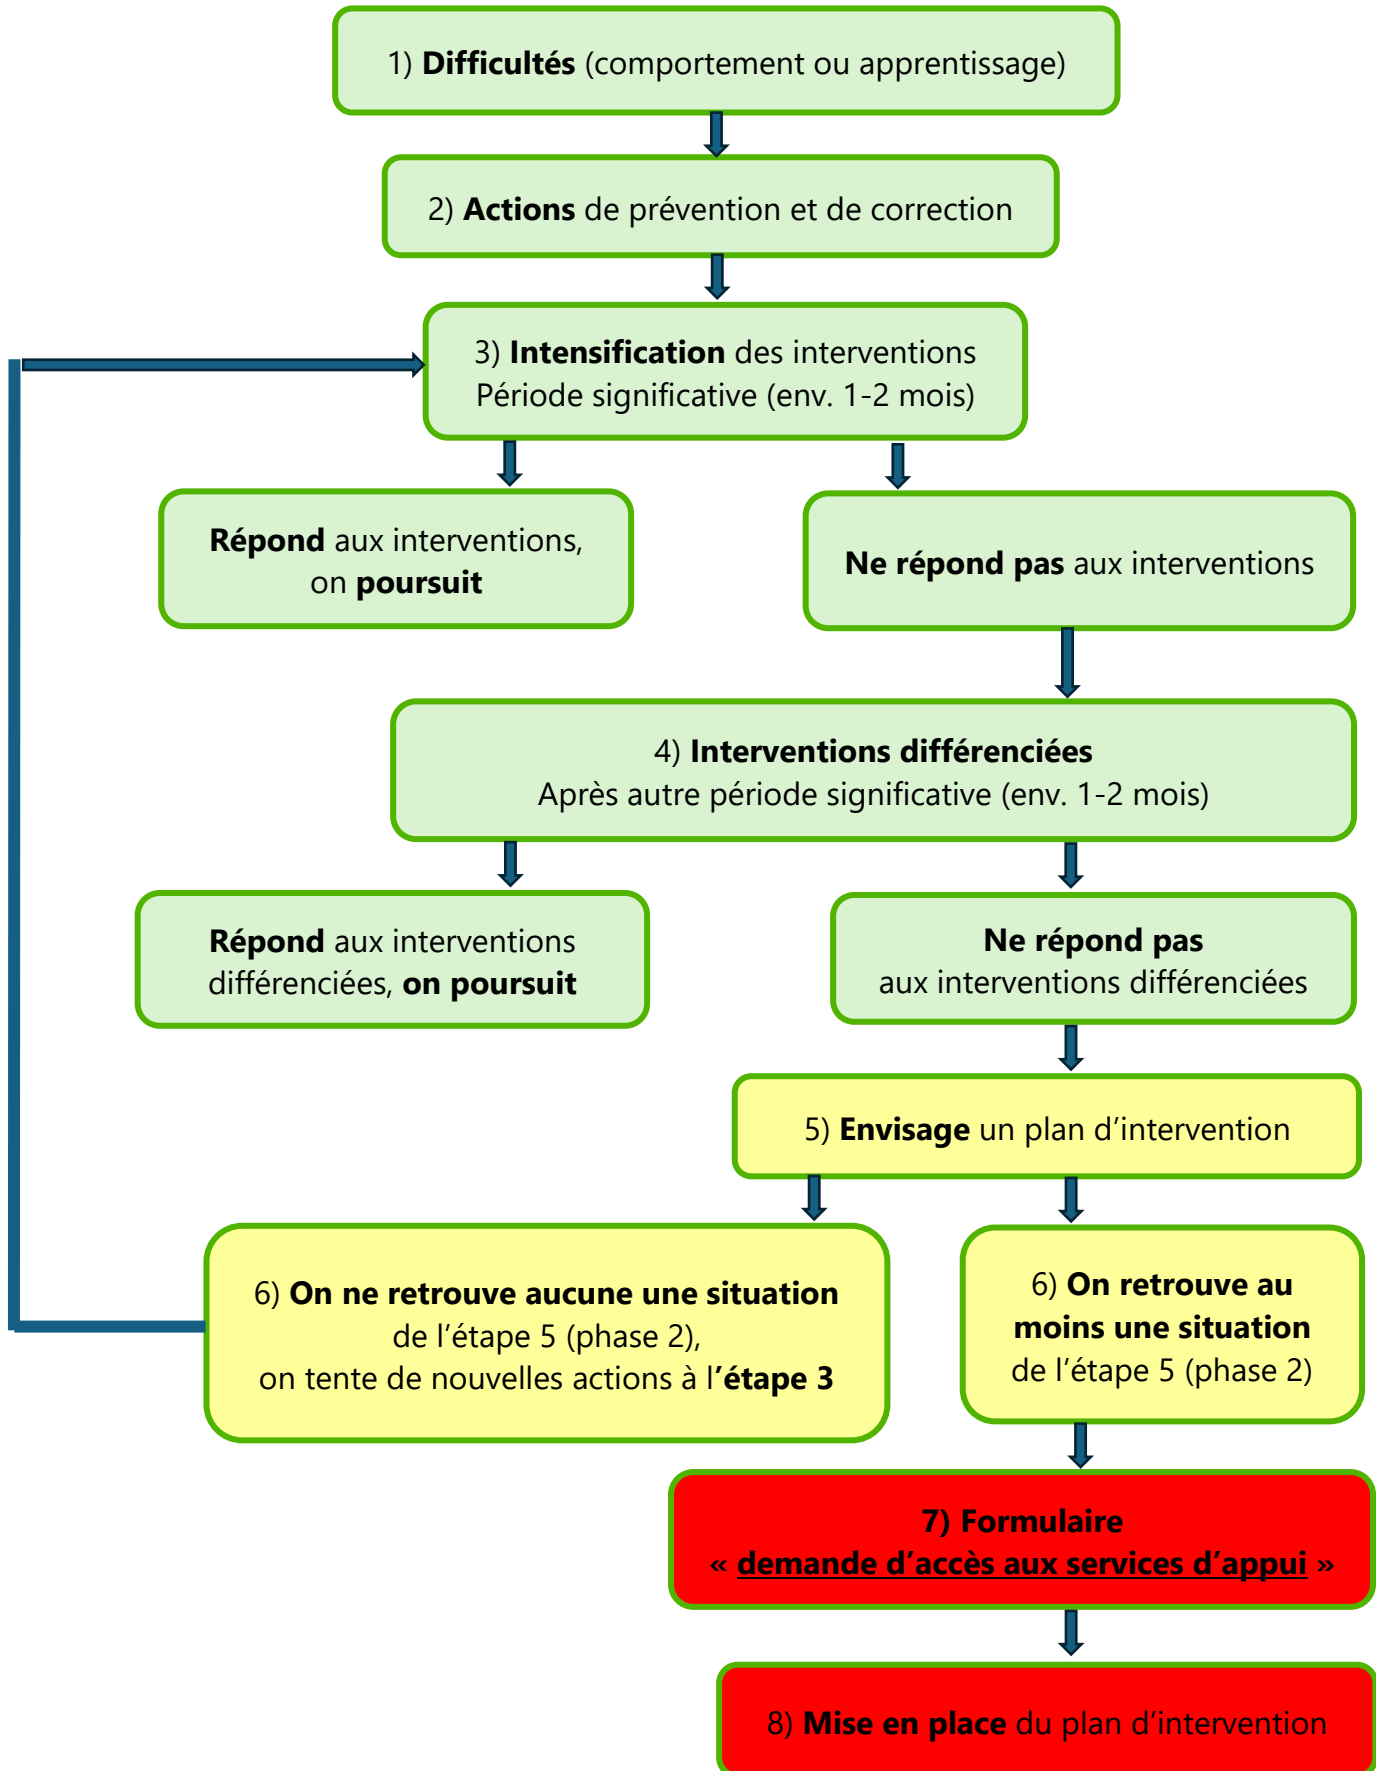 1) Difficultés (comportement ou apprentissage)
2) Actions de prévention et de correction
3) Intensification des interventions
Période significative (env. 1-2 mois)
Répond aux interventions,
on poursuit
Ne répond pas aux interventions
4) Interventions différenciées
Après autre période significative (env. 1-2 mois)
Répond aux interventions
différenciées, on poursuit
Ne répond pas
aux interventions différenciées
5) Envisage un plan d’intervention
6) On ne retrouve aucune une situation
de l’étape 5 (phase 2),
on tente de nouvelles actions à l’étape 3
6) On retrouve au
moins une situation
de l’étape 5 (phase 2)
7) Formulaire
« demande d’accès aux services d’appui »
8) Mise en place du plan d’intervention